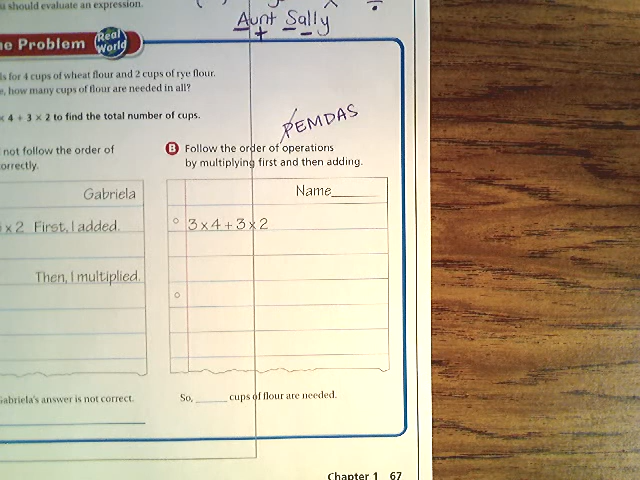 should evaluate an expression.
Aunt Sally
+ - -
Problem Real World
for 4 cups of wheat flour and 2 cups of rye flour.
how many cups of flour are needed in all?
4 + 3 × 2 to find the total number of cups.
PEMDAS
not follow the order of
B Follow the order of operations
by multiplying first and then adding.
Gabriela
Name
× 2 First, I added.
3 × 4 + 3 × 2
Then, I multiplied.
Gabriela's answer is not correct.
So, ______ cups of flour are needed.
Chapter 1 67